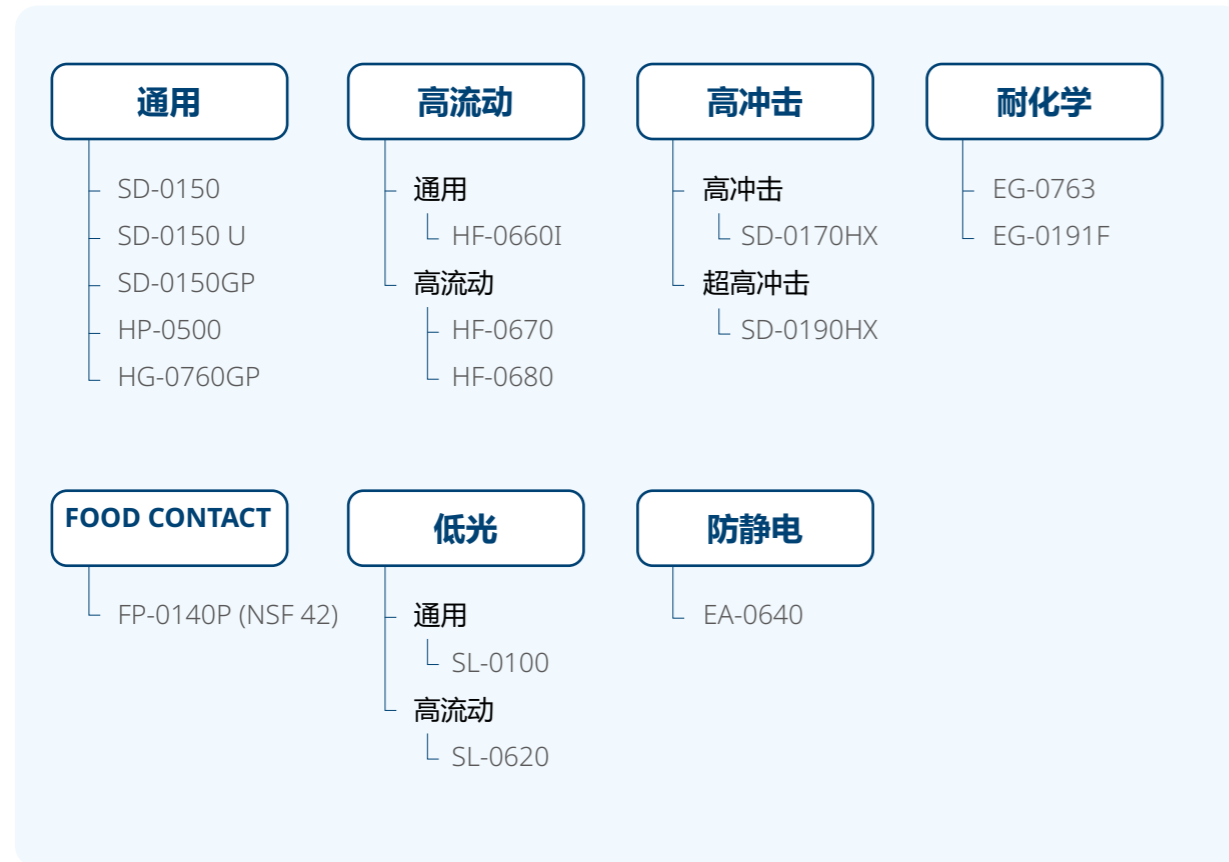 通用
SD-0150
SD-0150 U
SD-0150GP
HP-0500
HG-0760GP
高流动
通用
HF-0660I
高流动
HF-0670
HF-0680
高冲击
高冲击
SD-0170HX
超高冲击
SD-0190HX
耐化学
EG-0763
EG-0191F
FOOD CONTACT
FP-0140P (NSF 42)
低光
通用
SL-0100
高流动
SL-0620
防静电
EA-0640